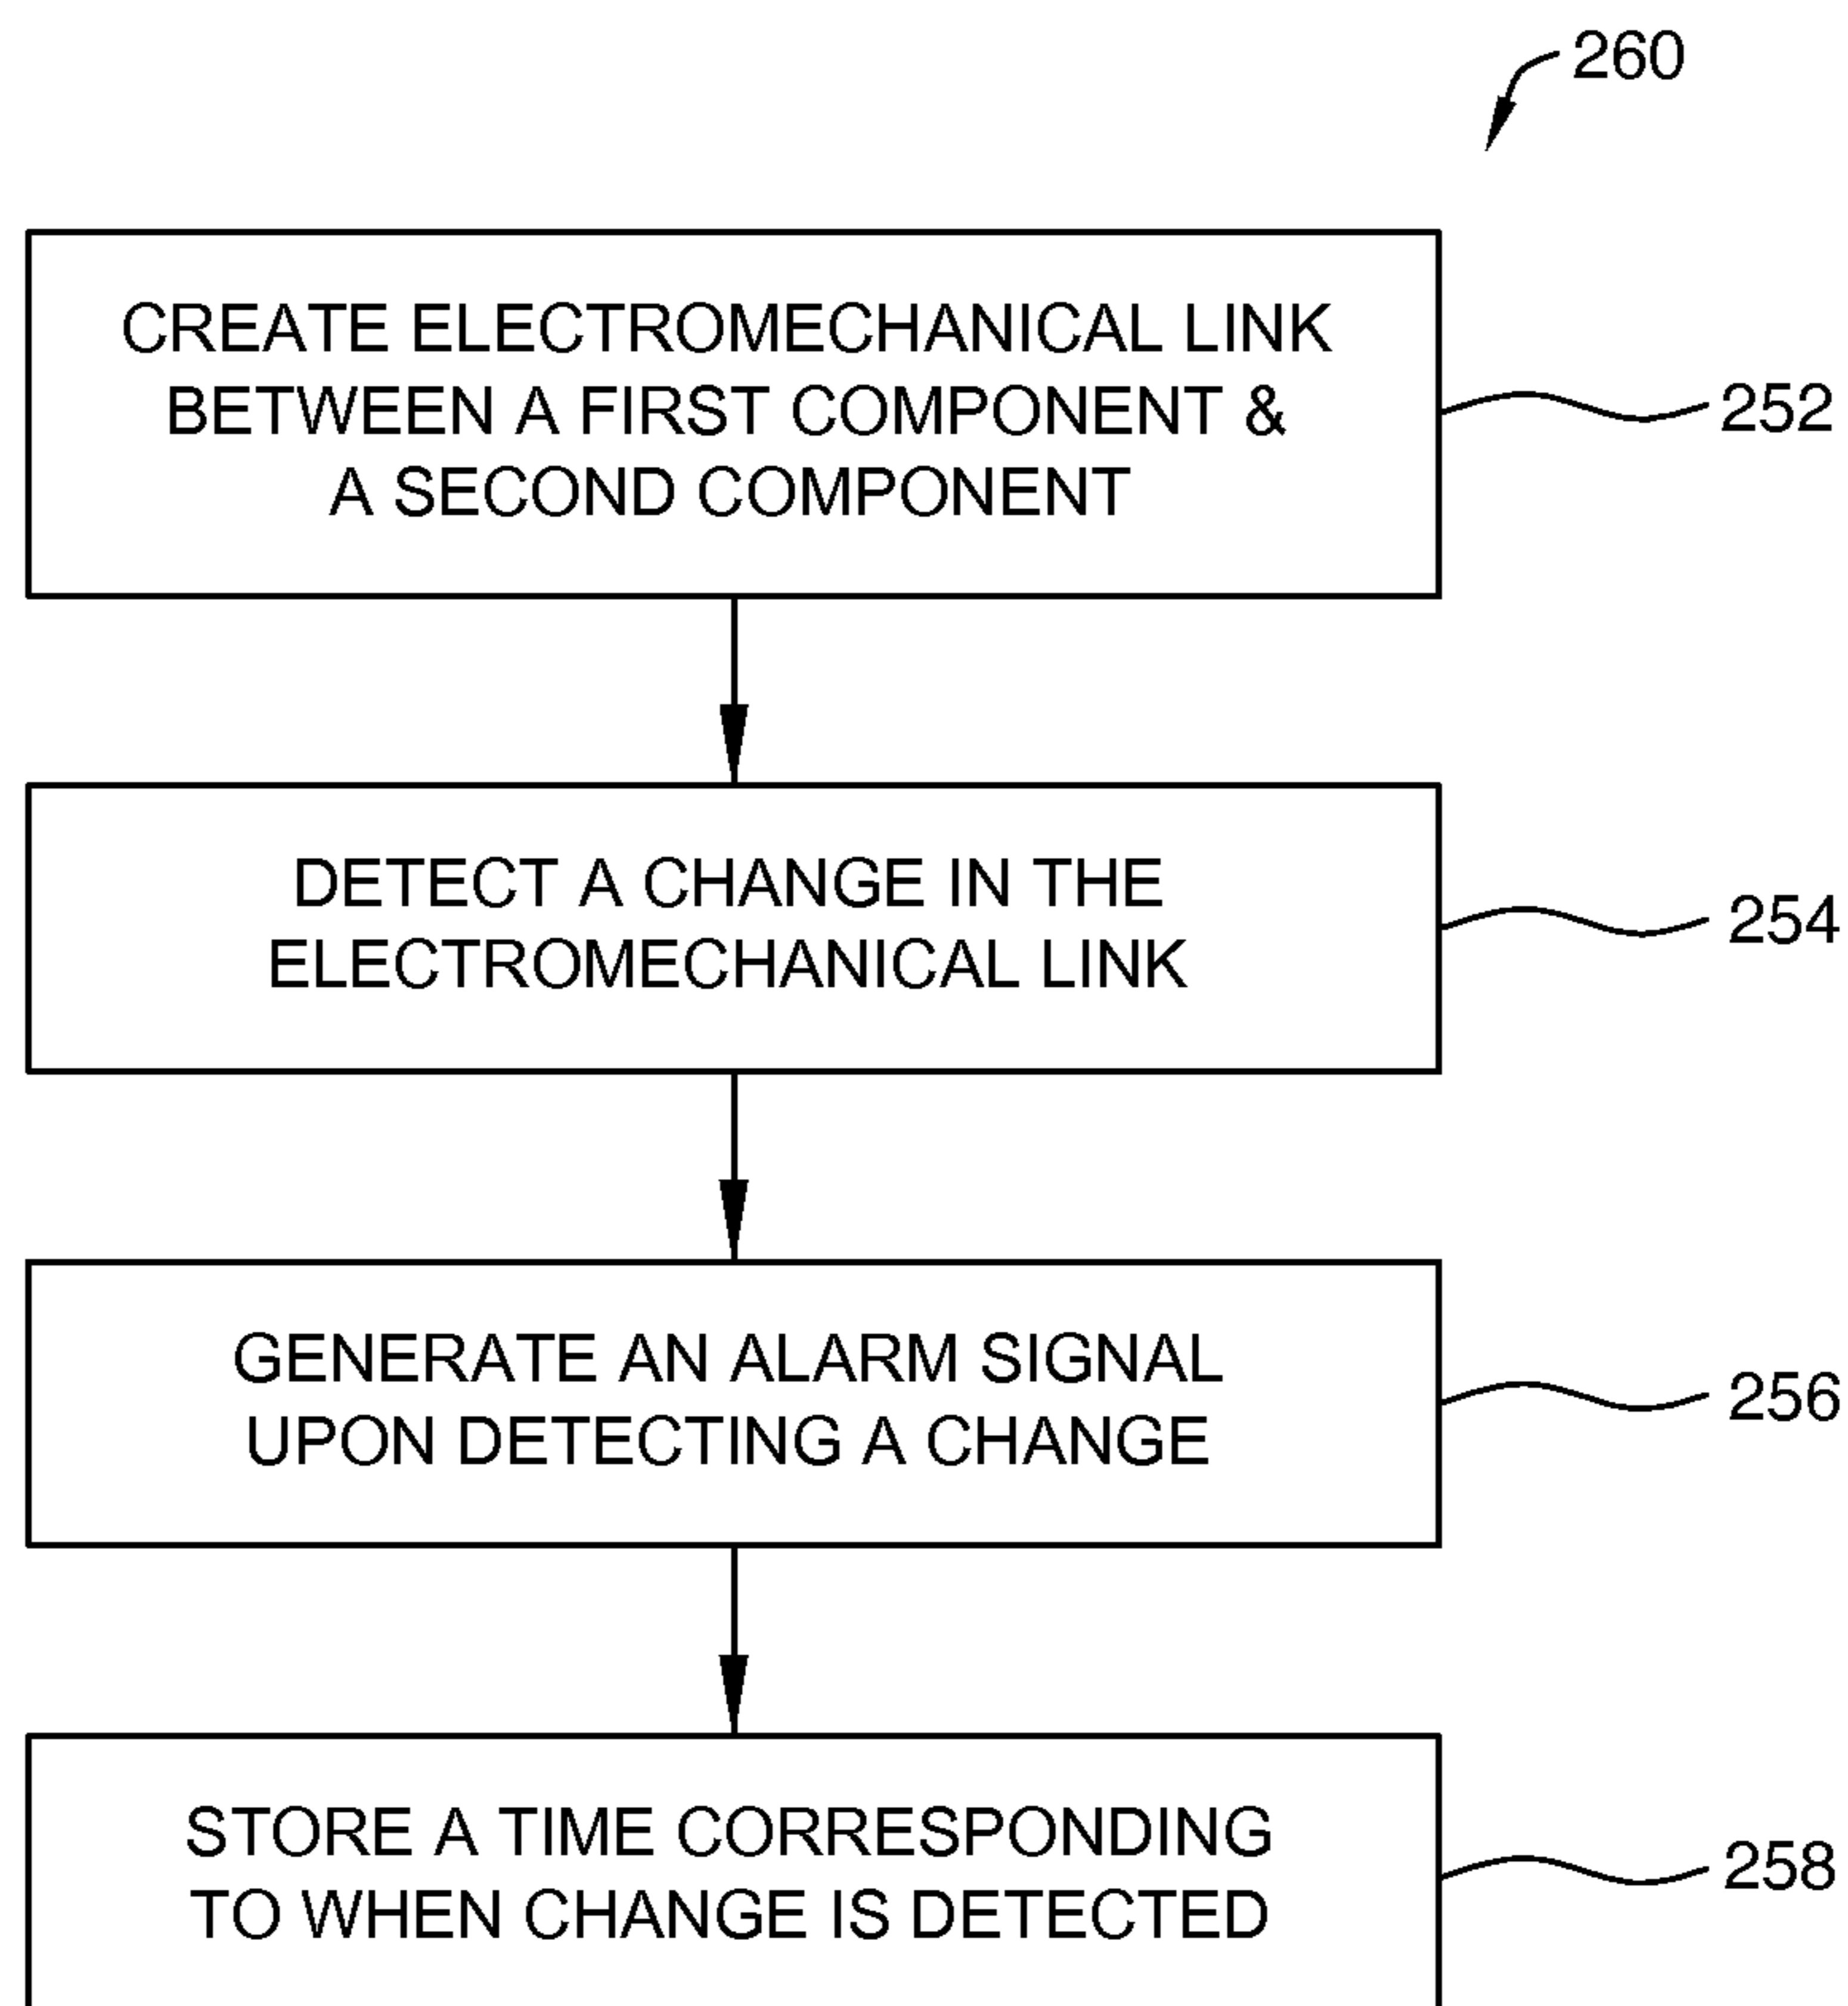 260
CREATE ELECTROMECHANICAL LINK
BETWEEN A FIRST COMPONENT &
A SECOND COMPONENT
252
DETECT A CHANGE IN THE
ELECTROMECHANICAL LINK
254
GENERATE AN ALARM SIGNAL
UPON DETECTING A CHANGE
256
STORE A TIME CORRESPONDING
TO WHEN CHANGE IS DETECTED
258